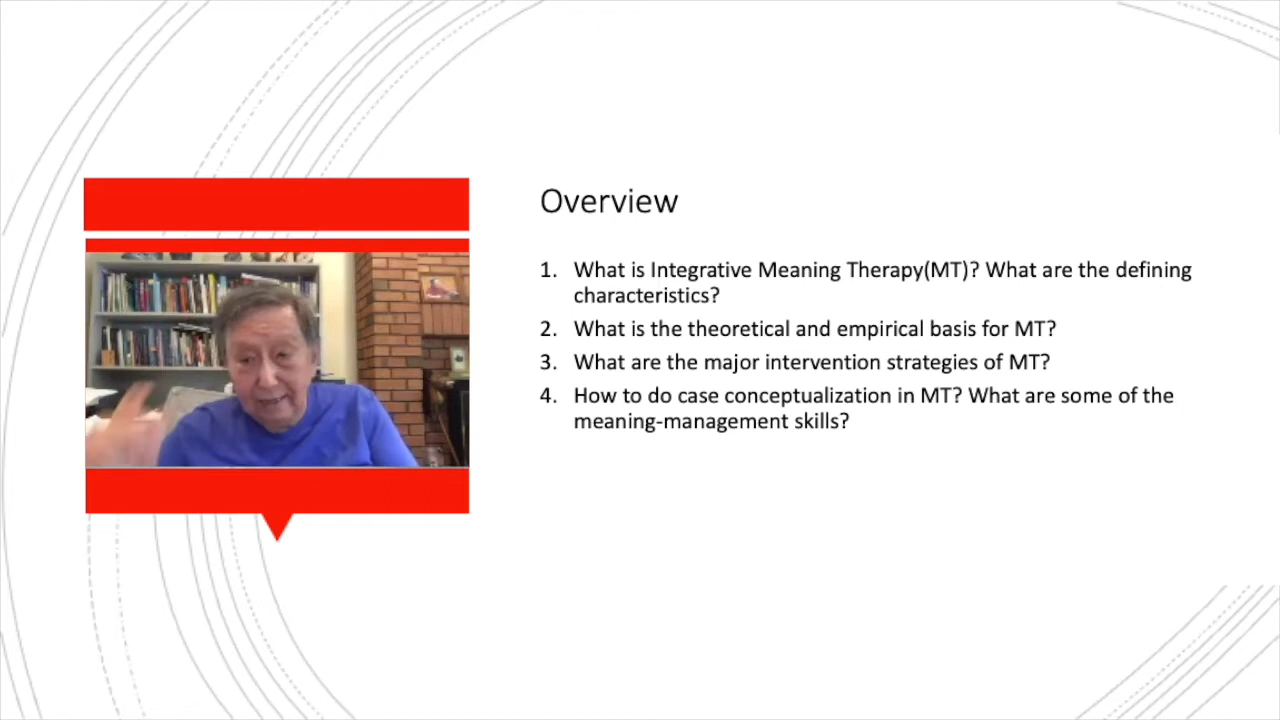 Overview
1. What is Integrative Meaning Therapy(MT)? What are the defining
characteristics?
2. What is the theoretical and empirical basis for MT?
3. What are the major intervention strategies of MT?
4. How to do case conceptualization in MT? What are some of the
meaning-management skills?